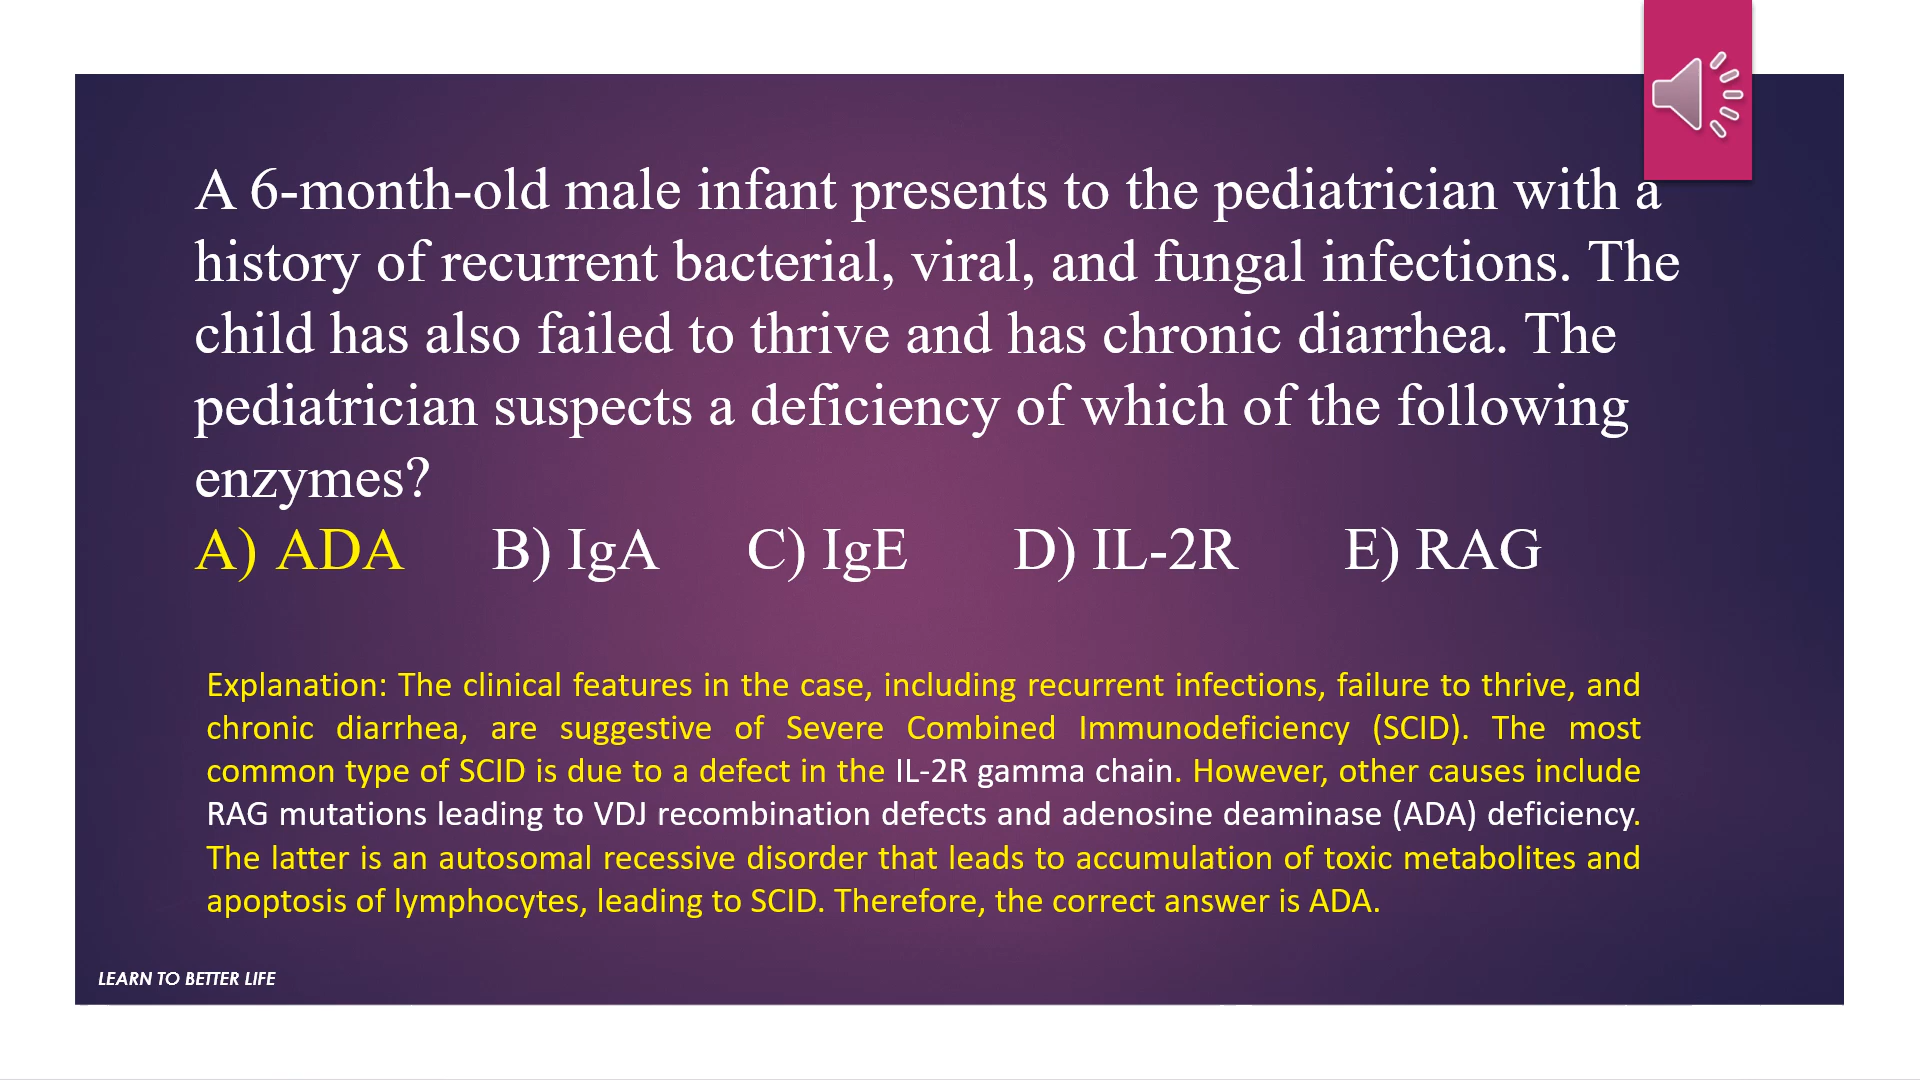 A 6-month-old male infant presents to the pediatrician with a
history of recurrent bacterial, viral, and fungal infections. The
child has also failed to thrive and has chronic diarrhea. The
pediatrician suspects a deficiency of which of the following
enzymes?
A) ADA B) IgA C) IgE D) IL-2R E) RAG
Explanation: The clinical features in the case, including recurrent infections, failure to thrive, and
chronic diarrhea, are suggestive of Severe Combined Immunodeficiency (SCID). The most
common type of SCID is due to a defect in the IL-2R gamma chain. However, other causes include
RAG mutations leading to VDJ recombination defects and adenosine deaminase (ADA) deficiency.
The latter is an autosomal recessive disorder that leads to accumulation of toxic metabolites and
apoptosis of lymphocytes, leading to SCID. Therefore, the correct answer is ADA.
LEARN TO BETTER LIFE